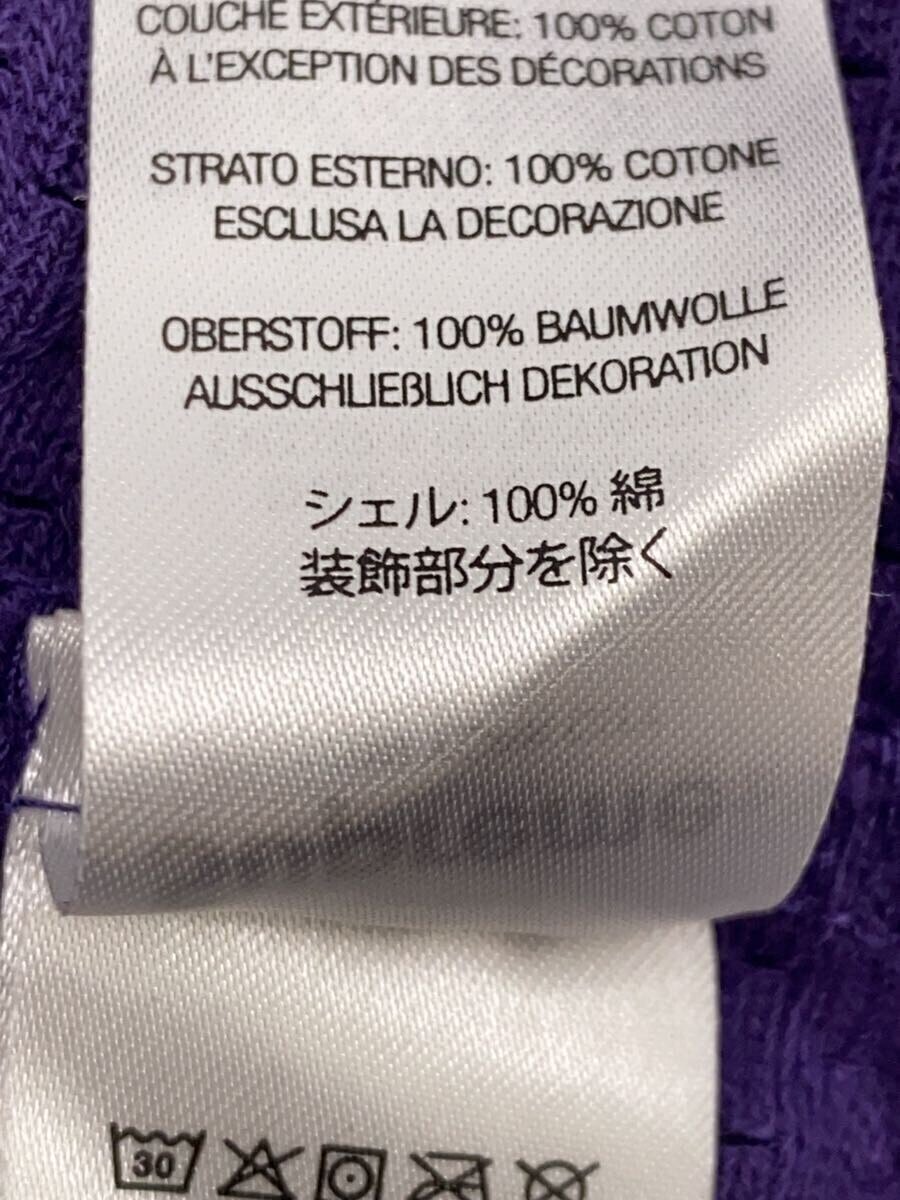 COUCHE EXTÉRIEURE: 100% COTON
À L'EXCEPTION DES DÉCORATIONS
STRATO ESTERNO: 100% COTONE
ESCLUSA LA DECORAZIONE
OBERSTOFF: 100% BAUMWOLLE
AUSSCHLIEßLICH DEKORATION
シェル: 100% 綿
装飾部分を除く
30